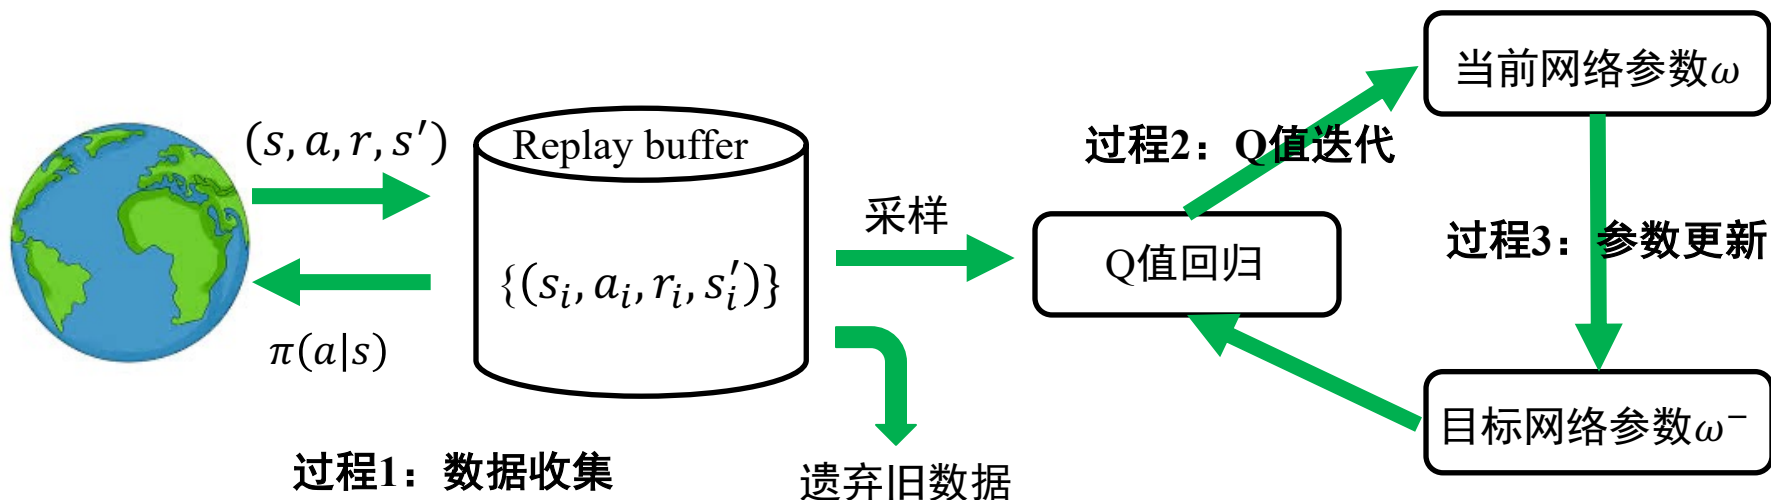 (s, a, r, s′)
π(a|s)
Replay buffer
{(sᵢ, aᵢ, rᵢ, s′ᵢ)}
过程1：数据收集
采样
遗弃旧数据
Q值回归
过程2：Q值迭代
当前网络参数ω
过程3：参数更新
目标网络参数ω⁻